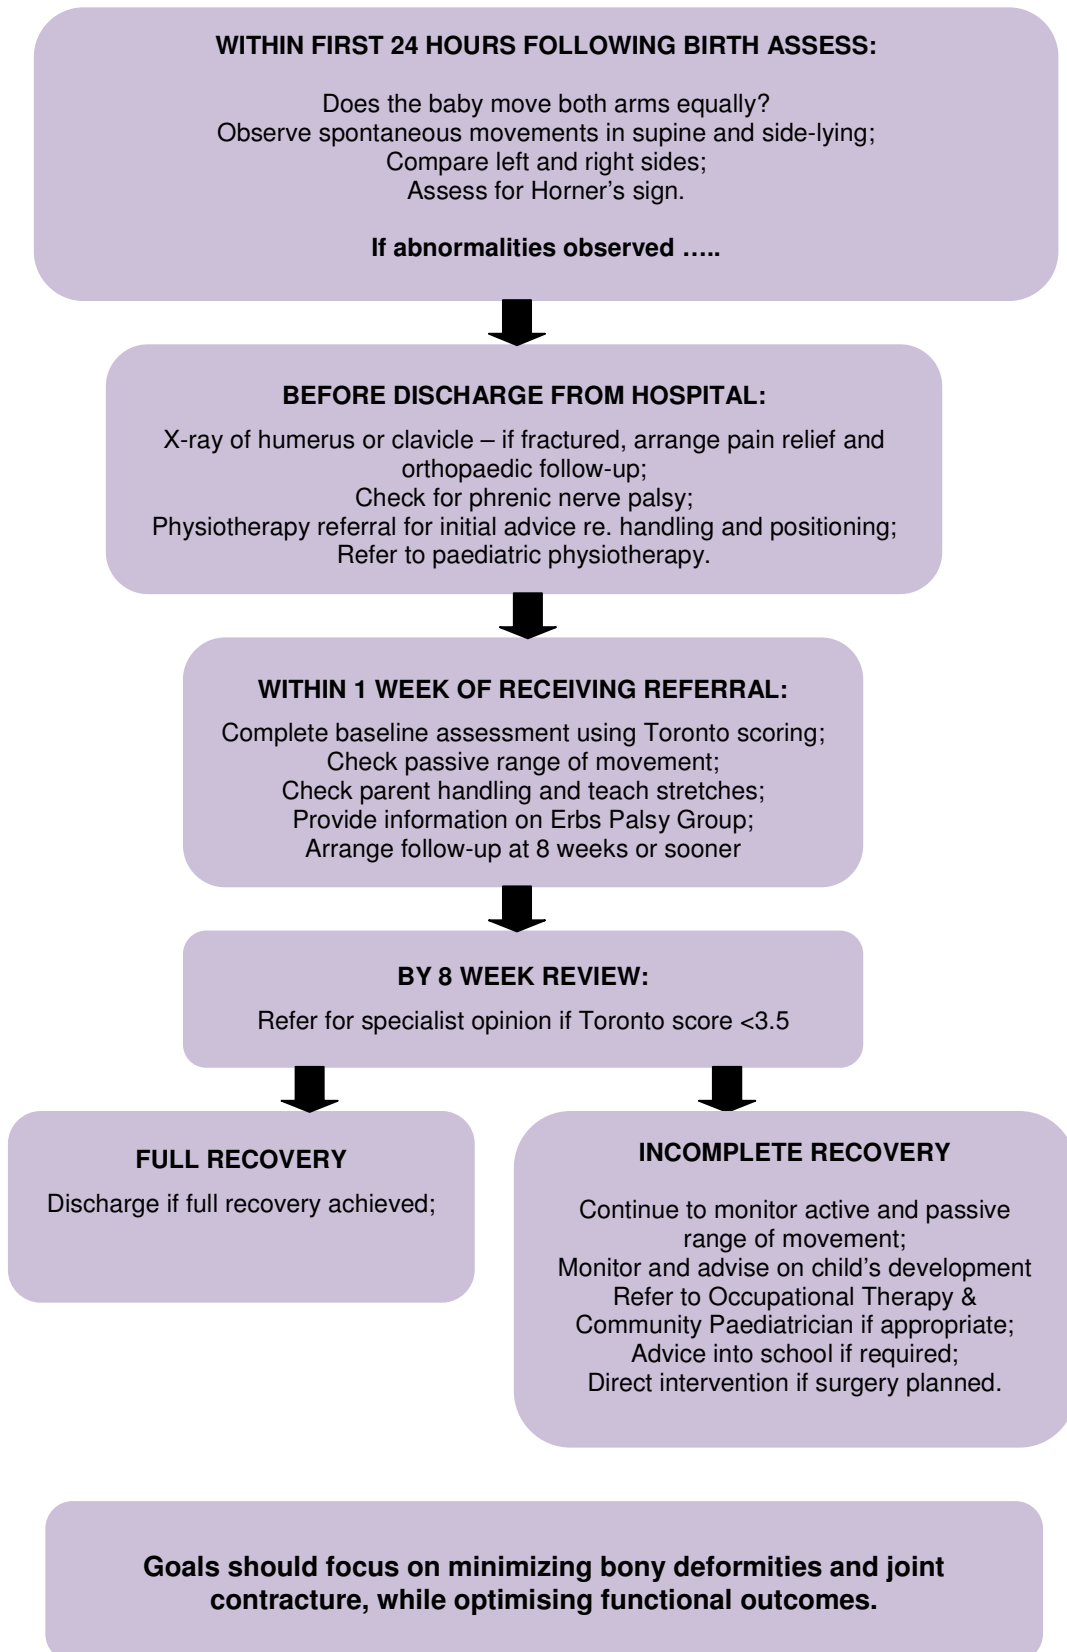 WITHIN FIRST 24 HOURS FOLLOWING BIRTH ASSESS:
Does the baby move both arms equally?
Observe spontaneous movements in supine and side-lying;
Compare left and right sides;
Assess for Horner's sign.
If abnormalities observed …..
BEFORE DISCHARGE FROM HOSPITAL:
X-ray of humerus or clavicle – if fractured, arrange pain relief and
orthopaedic follow-up;
Check for phrenic nerve palsy;
Physiotherapy referral for initial advice re. handling and positioning;
Refer to paediatric physiotherapy.
WITHIN 1 WEEK OF RECEIVING REFERRAL:
Complete baseline assessment using Toronto scoring;
Check passive range of movement;
Check parent handling and teach stretches;
Provide information on Erbs Palsy Group;
Arrange follow-up at 8 weeks or sooner
BY 8 WEEK REVIEW:
Refer for specialist opinion if Toronto score <3.5
FULL RECOVERY
Discharge if full recovery achieved;
INCOMPLETE RECOVERY
Continue to monitor active and passive
range of movement;
Monitor and advise on child's development
Refer to Occupational Therapy &
Community Paediatrician if appropriate;
Advice into school if required;
Direct intervention if surgery planned.
Goals should focus on minimizing bony deformities and joint
contracture, while optimising functional outcomes.